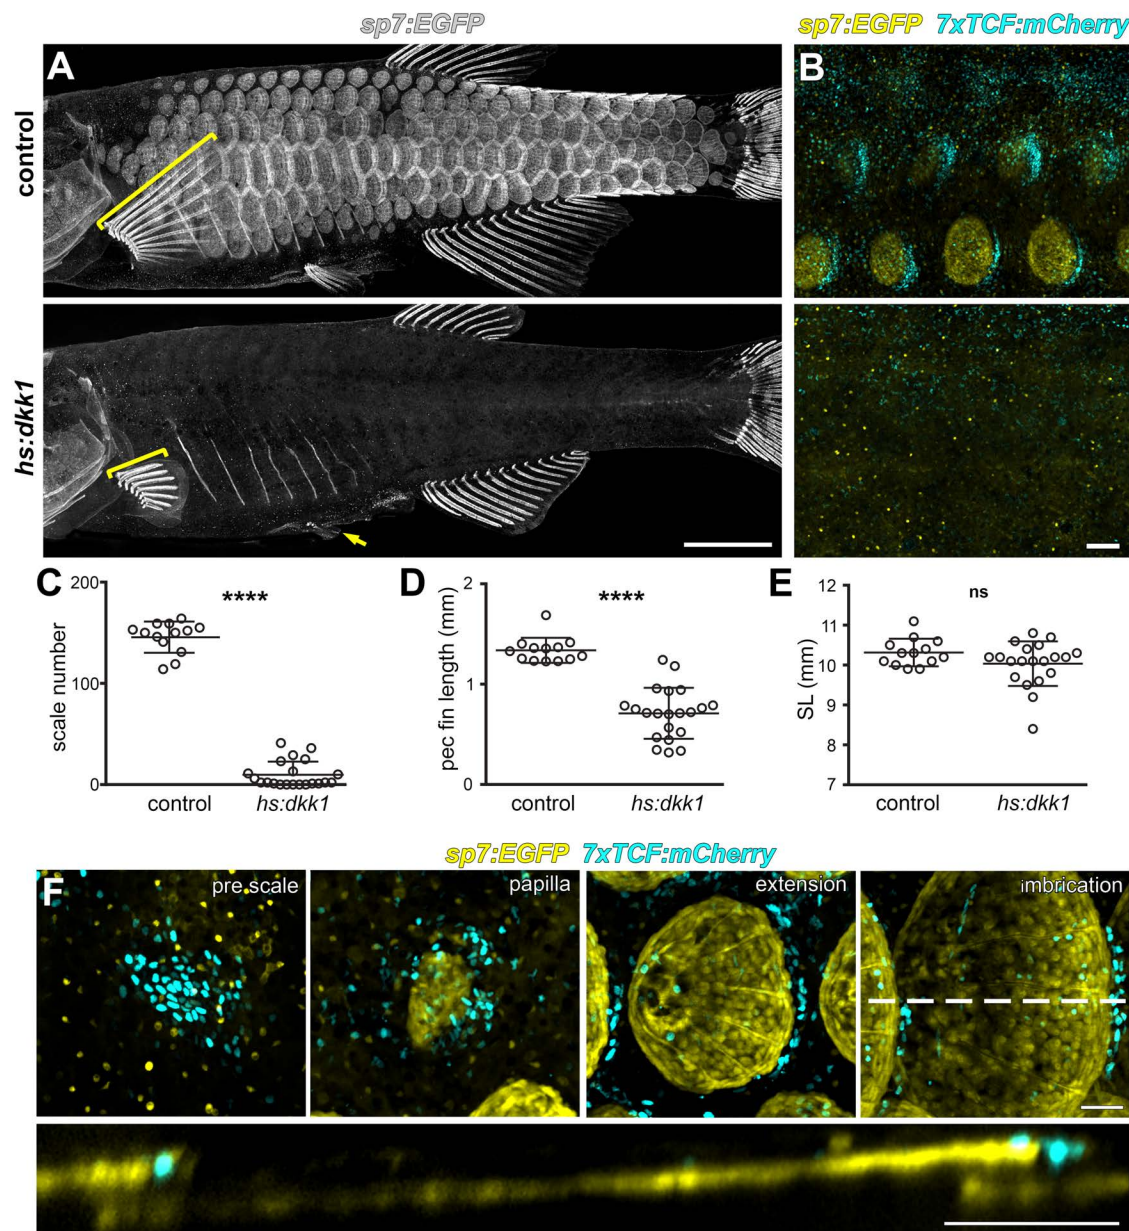 sp7:EGFP
sp7:EGFP 7xTCF:mCherry
control
A
B
hs:dkk1
C
200
100
0
scale number
****
control
hs:dkk1
D
2
1
0
pec fin length (mm)
****
control
hs:dkk1
E
12
11
10
9
8
7
SL (mm)
ns
control
hs:dkk1
sp7:EGFP 7xTCF:mCherry
F
pre scale
papilla
extension
imbrication